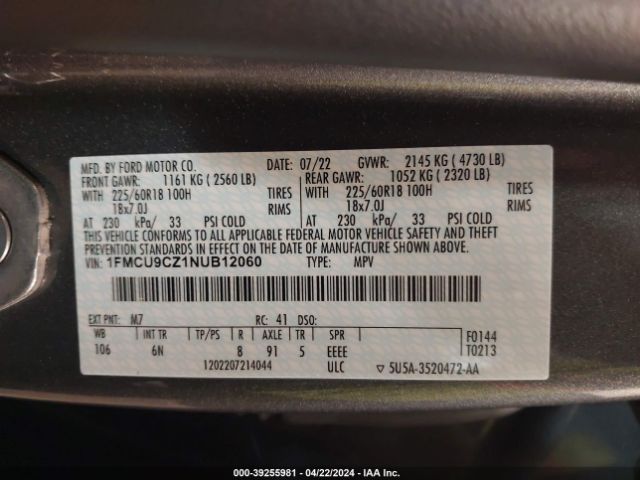 MFD. BY FORD MOTOR CO. DATE: 07/22 GVWR: 2145 KG ( 4730 LB)
FRONT GAWR: 1161 KG ( 2560 LB) REAR GAWR: 1052 KG ( 2320 LB)
WITH 225/60R18 100H TIRES WITH 225/60R18 100H TIRES
18x7.0J RIMS 18x7.0J RIMS
AT 230 kPa/ 33 PSI COLD AT 230 kPa/ 33 PSI COLD
THIS VEHICLE CONFORMS TO ALL APPLICABLE FEDERAL MOTOR VEHICLE SAFETY AND THEFT
PREVENTION STANDARDS IN EFFECT ON THE DATE OF MANUFACTURE SHOWN ABOVE.
VIN: 1FMCU9CZ1NUB12060 TYPE: MPV
EXT PNT: M7 RC: 41 DSO:
WB INT TR TP/PS R AXLE TR SPR F0144
106 6N 8 91 5 EEEE T0213
1202207214044 ULC ▽ 5U5A-3520472-AA
000-39255981 - 04/22/2024 - IAA Inc.